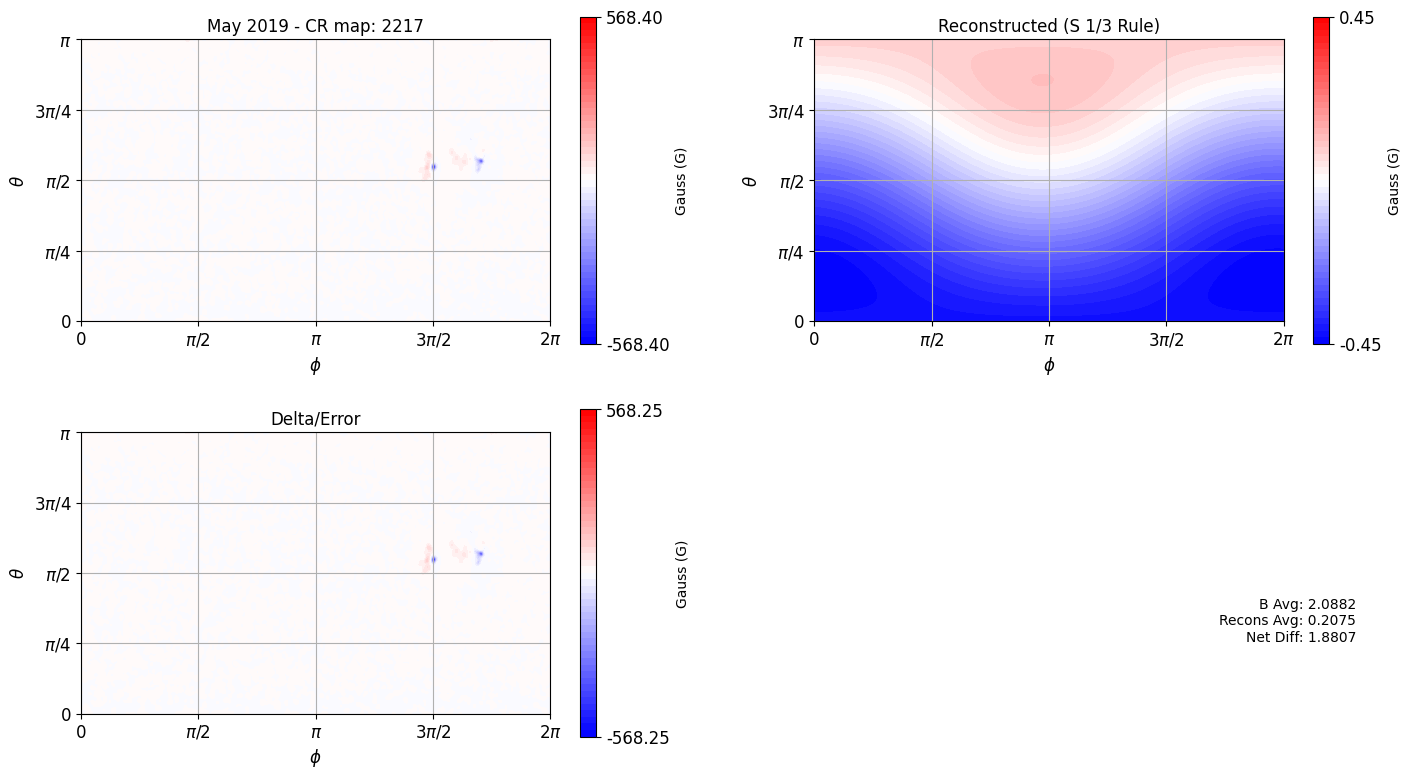 May 2019 - CR map: 2217
π
3π/4
π/2
π/4
0
θ
0
π/2
π
3π/2
2π
ϕ
568.40
-568.40
Gauss (G)
Reconstructed (S 1/3 Rule)
π
3π/4
π/2
π/4
0
θ
0
π/2
π
3π/2
2π
ϕ
0.45
-0.45
Gauss (G)
Delta/Error
π
3π/4
π/2
π/4
0
θ
0
π/2
π
3π/2
2π
ϕ
568.25
-568.25
Gauss (G)
B Avg: 2.0882
Recons Avg: 0.2075
Net Diff: 1.8807